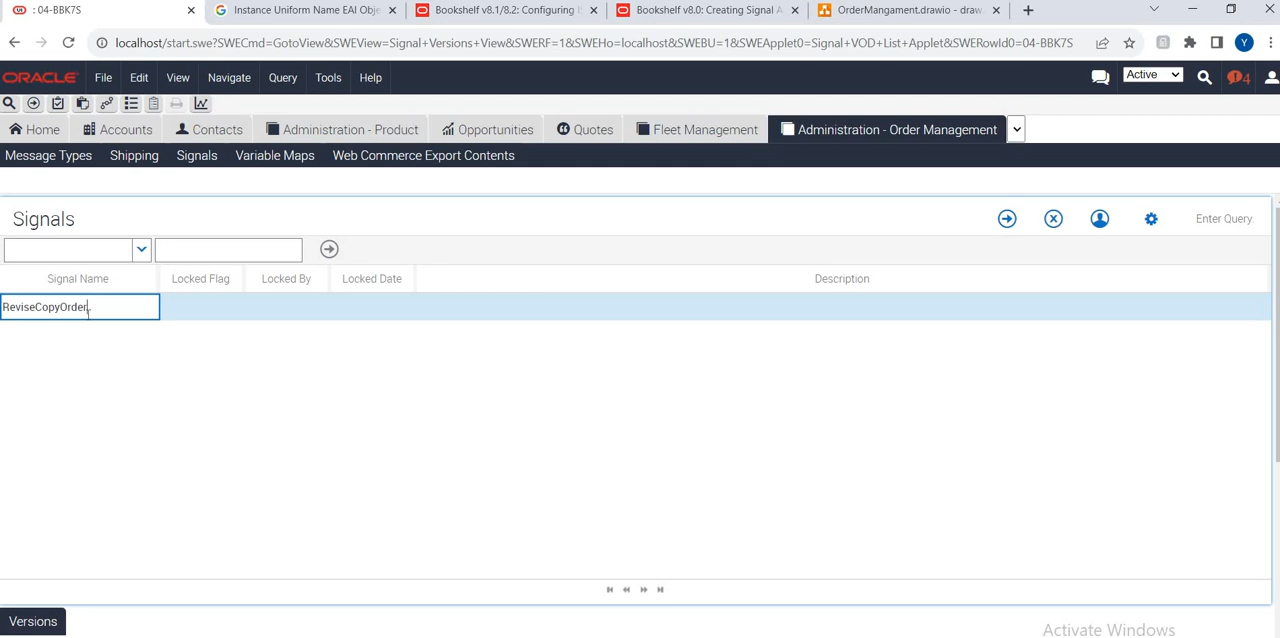 : 04-BBK7S
Instance Uniform Name EAI Obje
Bookshelf v8.1/8.2: Configuring
Bookshelf v8.0: Creating Signal A
OrderMangament.drawio - draw.
localhost/start.swe?SWECmd=GotoView&SWEView=Signal+Versions+View&SWERF=1&SWEHo=localhost&SWEBU=1&SWEApplet0=Signal+VOD+List+Applet&SWERowId0=04-BBK7S
Y
ORACLE File Edit View Navigate Query Tools Help Active 4
Home Accounts Contacts Administration - Product Opportunities Quotes Fleet Management Administration - Order Management
Message Types Shipping Signals Variable Maps Web Commerce Export Contents
Signals Enter Query.
Signal Name Locked Flag Locked By Locked Date Description
ReviseCopyOrder
Versions
Activate Windows